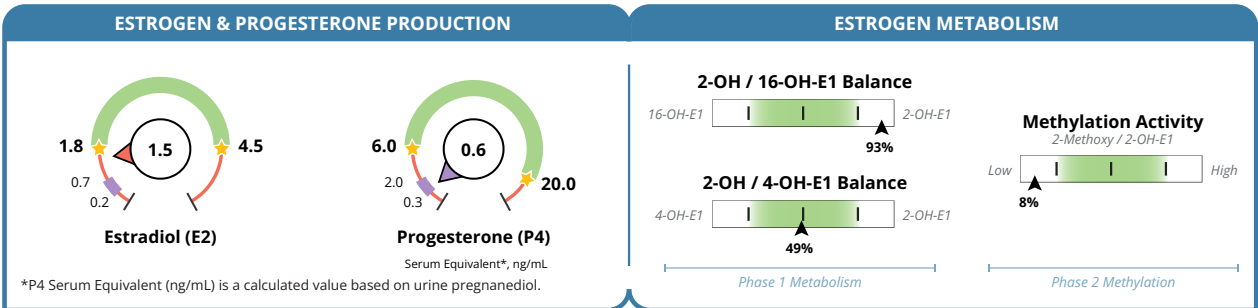 ESTROGEN & PROGESTERONE PRODUCTION
1.8
1.5
4.5
0.7
0.2
Estradiol (E2)
6.0
0.6
2.0
20.0
0.3
Progesterone (P4)
Serum Equivalent*, ng/mL
*P4 Serum Equivalent (ng/mL) is a calculated value based on urine pregnanediol.
ESTROGEN METABOLISM
2-OH / 16-OH-E1 Balance
16-OH-E1
2-OH-E1
93%
2-OH / 4-OH-E1 Balance
4-OH-E1
2-OH-E1
49%
Phase 1 Metabolism
Methylation Activity
2-Methoxy / 2-OH-E1
Low
High
8%
Phase 2 Methylation